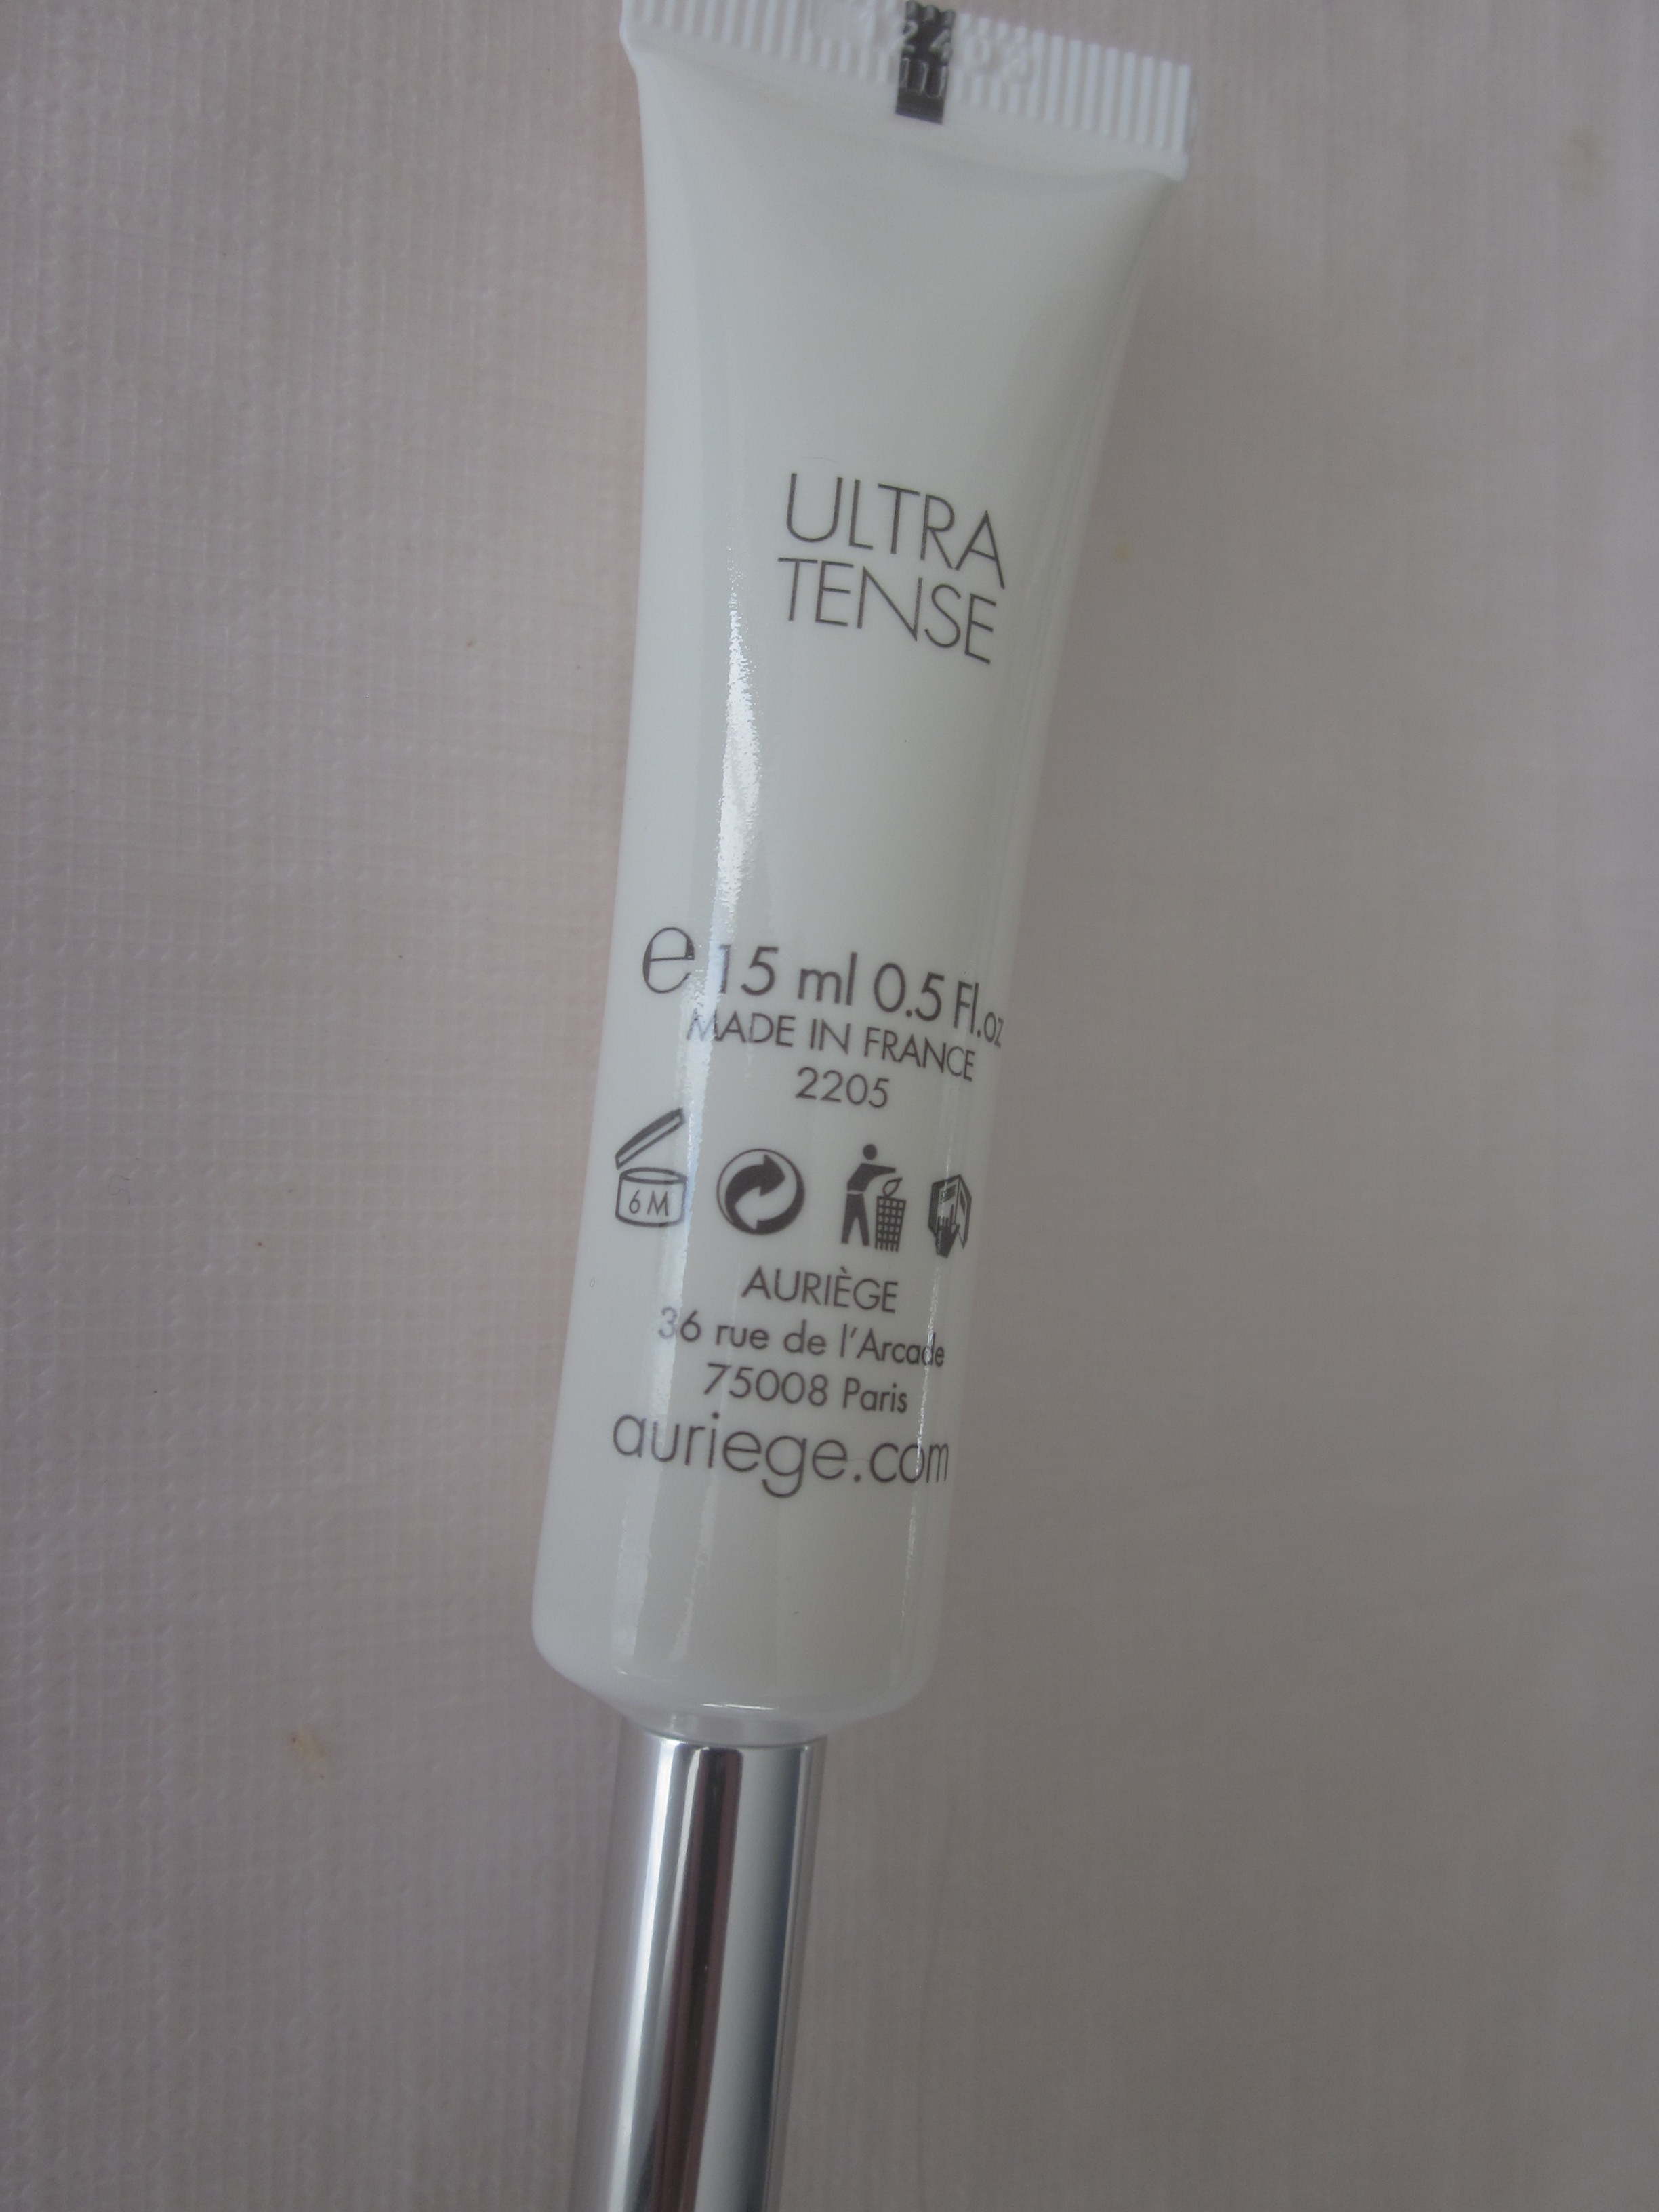 ULTRA
TENSE
e 15 ml 0.5 Fl.oz
MADE IN FRANCE
2205
6 M
AURIÈGE
36 rue de l'Arcade
75008 Paris
auriege.com